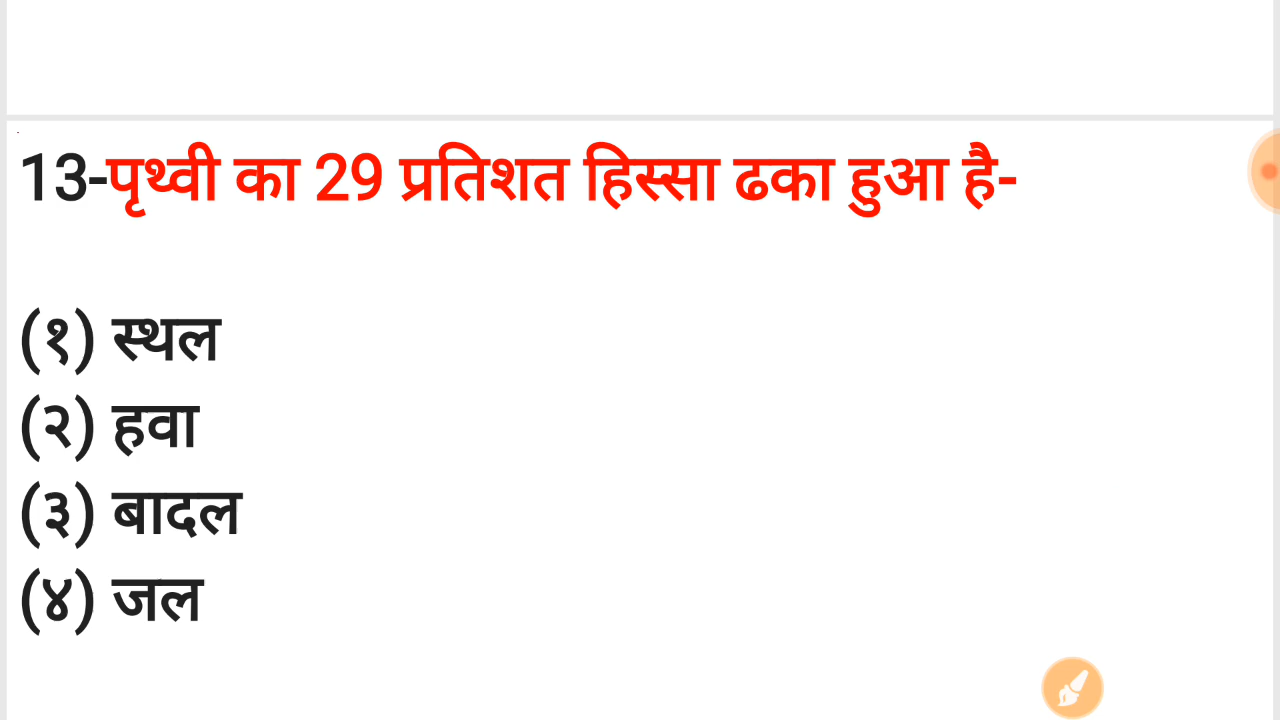 13-पृथ्वी का 29 प्रतिशत हिस्सा ढका हुआ है-
(१) स्थल
(२) हवा
(३) बादल
(४) जल